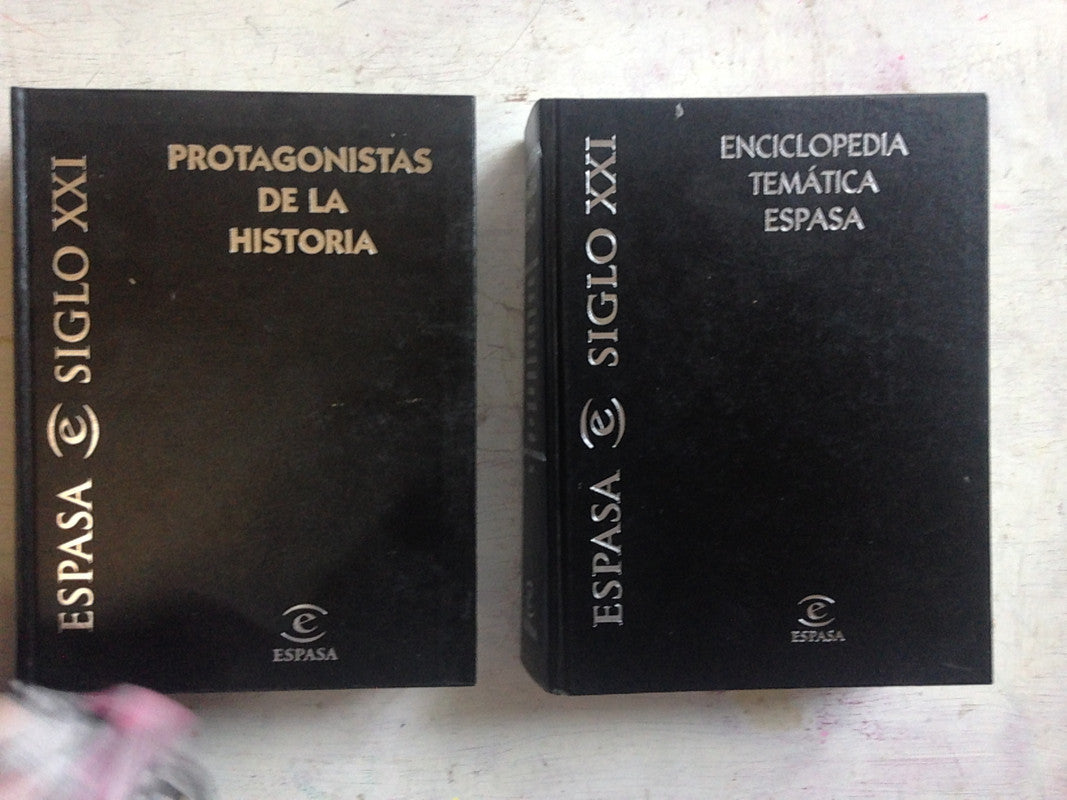 PROTAGONISTAS
DE LA
HISTORIA
ESPASA e SIGLO XXI
e
ESPASA
ENCICLOPEDIA
TEMÁTICA
ESPASA
ESPASA e SIGLO XXI
e
ESPASA